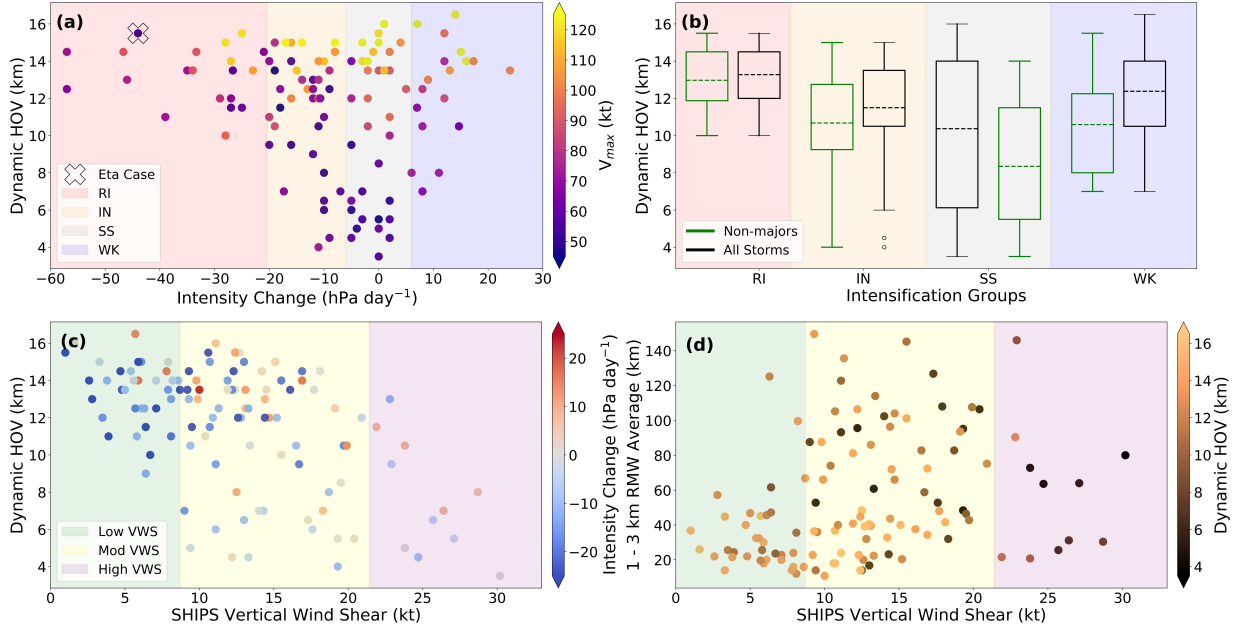 (a)
Dynamic HOV (km)
16
14
12
10
8
6
4
Eta Case
RI
IN
SS
WK
−60 −50 −40 −30 −20 −10 0 10 20 30
Intensity Change (hPa day⁻¹)
120
110
100
90
80
70
60
50
Vmax (kt)
(b)
Dynamic HOV (km)
16
14
12
10
8
6
4
Non-majors
All Storms
RI IN SS WK
Intensification Groups
(c)
Dynamic HOV (km)
16
14
12
10
8
6
4
Low VWS
Mod VWS
High VWS
0 5 10 15 20 25 30
SHIPS Vertical Wind Shear (kt)
20
10
0
−10
−20
Intensity Change (hPa day⁻¹)
(d)
1 - 3 km RMW Average (km)
140
120
100
80
60
40
20
0 5 10 15 20 25 30
SHIPS Vertical Wind Shear (kt)
16
14
12
10
8
6
4
Dynamic HOV (km)